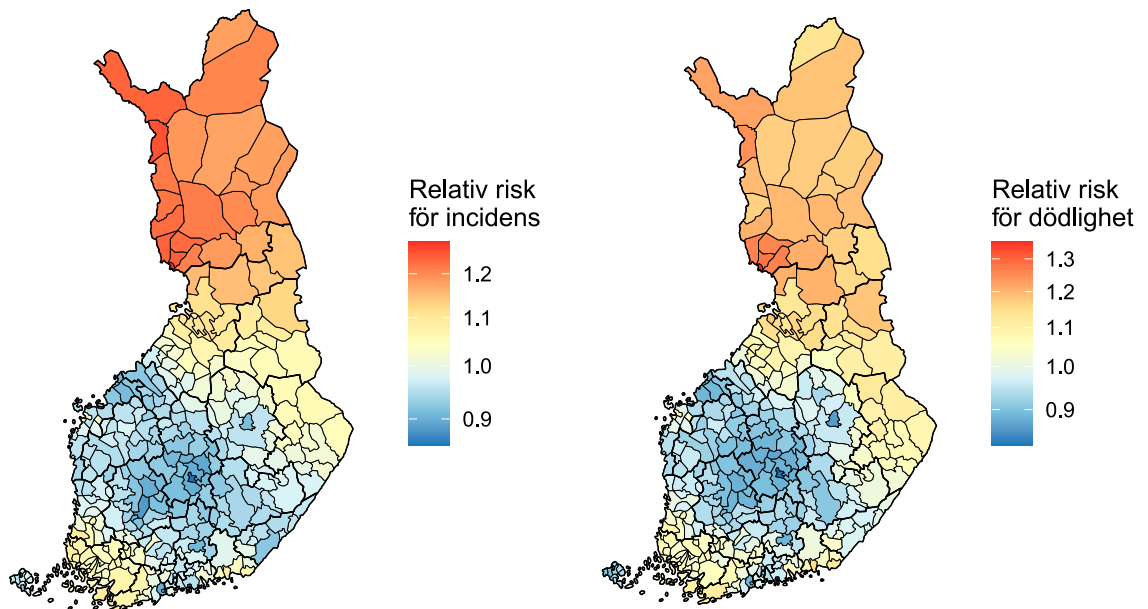 Relativ risk
för incidens
1.2
1.1
1.0
0.9
Relativ risk
för dödlighet
1.3
1.2
1.1
1.0
0.9